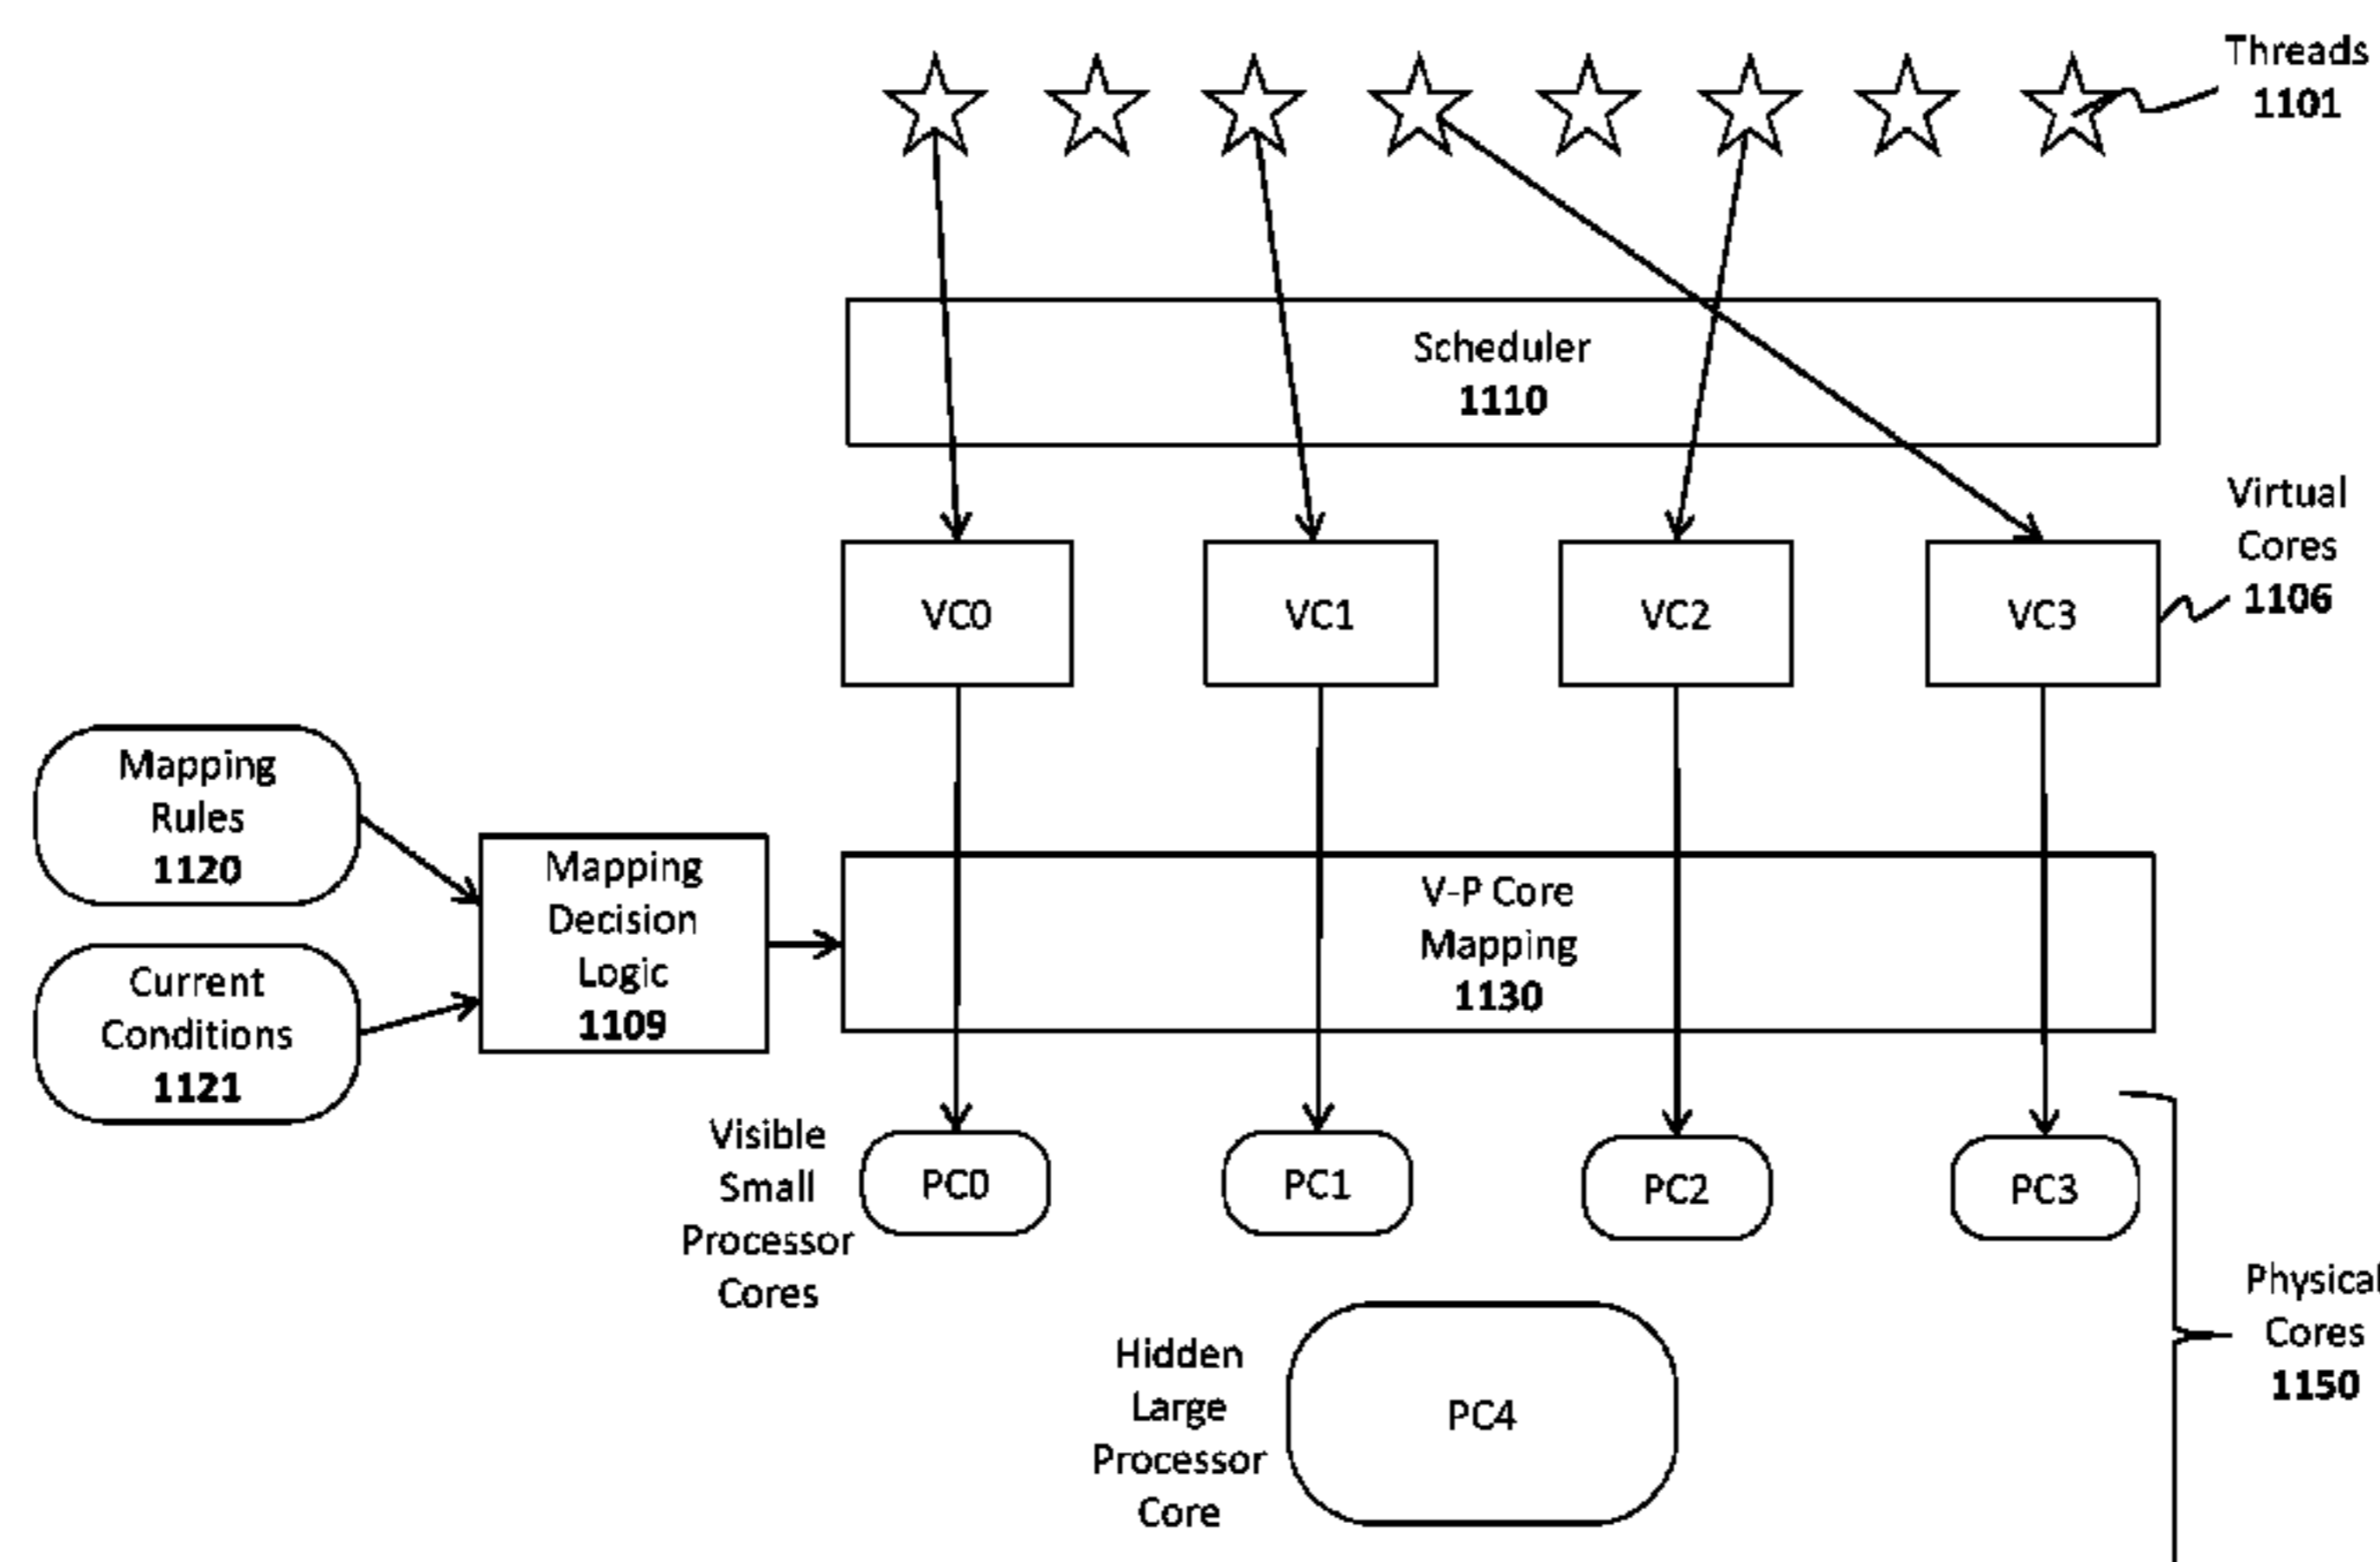 Threads
1101
Scheduler
1110
Virtual
Cores
1106
VC0
VC1
VC2
VC3
Mapping
Rules
1120
Current
Conditions
1121
Mapping
Decision
Logic
1109
V-P Core
Mapping
1130
Visible
Small
Processor
Cores
PC0
PC1
PC2
PC3
Physical
Cores
1150
Hidden
Large
Processor
Core
PC4